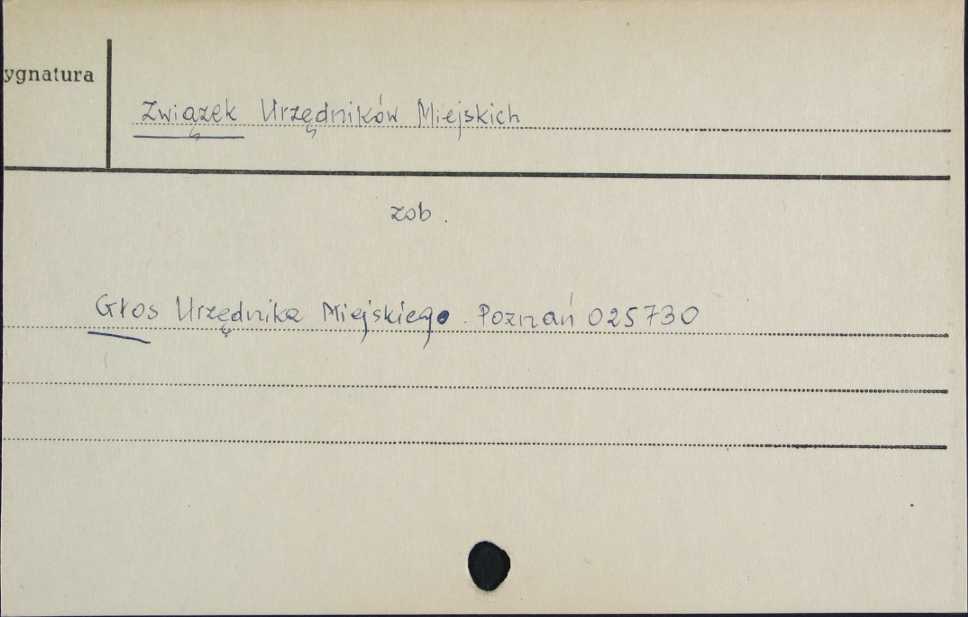 ygnatura
Związek Urzędników Miejskich
zob.
Głos Urzędnika Miejskiego. Poznań 025730